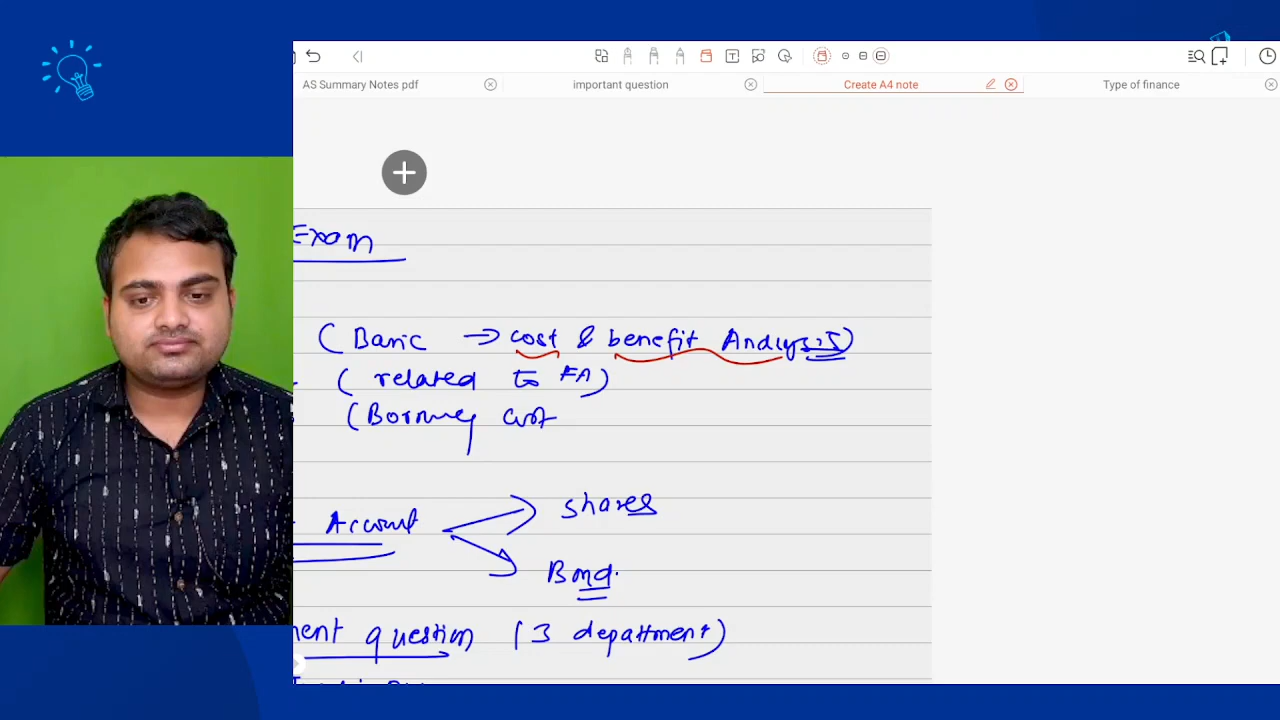 AS Summary Notes pdf
important question
Create A4 note
Type of finance
Exam
(Basic → cost & benefit Analysis)
( related to FA)
(Borrowing cost
Account
shares
Bond.
ment question (3 department)